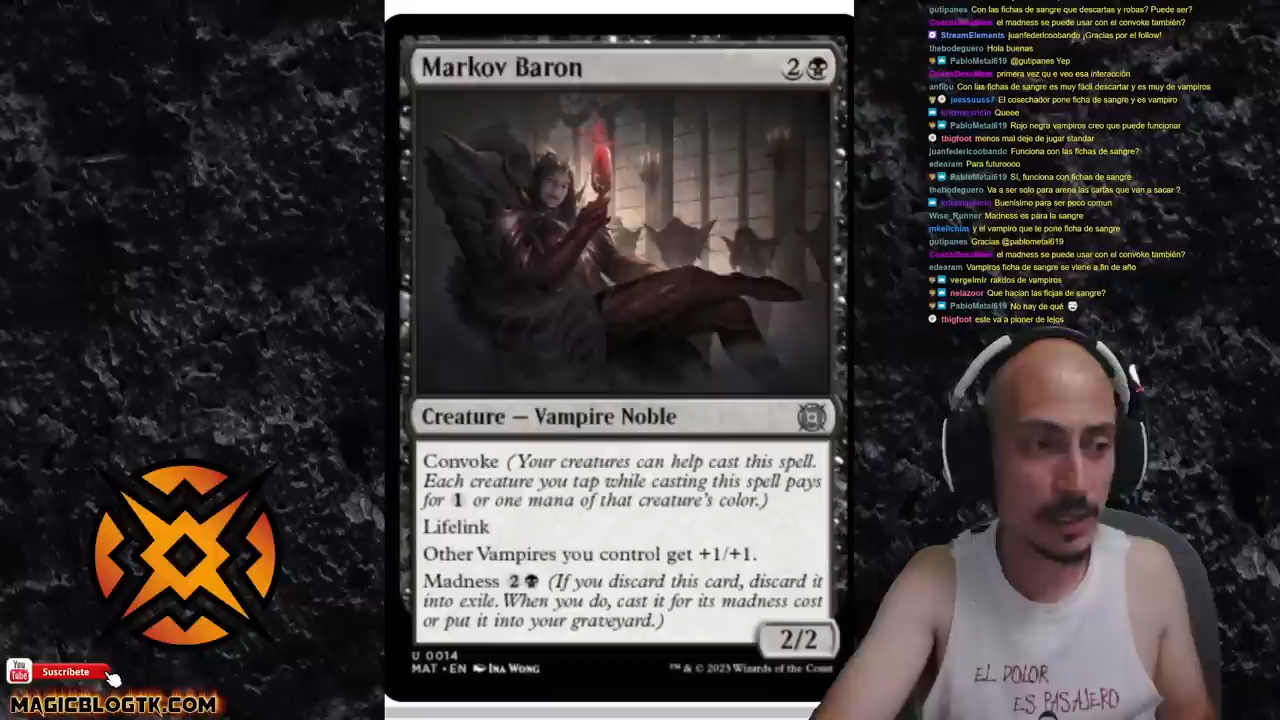 Markov Baron
2
Creature — Vampire Noble
Convoke (Your creatures can help cast this spell.
Each creature you tap while casting this spell pays
for 1 or one mana of that creature's color.)
Lifelink
Other Vampires you control get +1/+1.
Madness 2 (If you discard this card, discard it
into exile. When you do, cast it for its madness cost
or put it into your graveyard.)
2/2
U 0014
MAT • EN INA WONG
™ & © 2023 Wizards of the Coast
gutipanes Con las fichas de sangre que descartas y robas? Puede ser?
el madness se puede usar con el convoke también?
StreamElements juanfedericoobando ¡Gracias por el follow!
thebodeguero Hola buenas
PabloMetal619 @gutipanes Yep
primera vez qu e veo esa interacción
anfibu Con las fichas de sangre es muy fácil descartar y es muy de vampiros
jeessuuss7 El cosechador pone ficha de sangre y es vampiro
Queee
PabloMetal619 Rojo negra vampiros creo que puede funcionar
tbigfoot menos mal deje de jugar standar
juanfedericoobando Funciona con las fichas de sangre?
edearam Para futuroooo
PabloMetal619 Sí, funciona con fichas de sangre
thebodeguero Va a ser solo para arena las cartas que van a sacar ?
Buenísimo para ser poco comun
Wise_Runner Madness es para la sangre
mkelichim y el vampiro que le pone ficha de sangre
gutipanes Gracias @pablometal619
el madness se puede usar con el convoke también?
edearam Vampiros ficha de sangre se viene a fin de año
vergelmir rakdos de vampiros
nelazoor Que hacian las ficjas de sangre?
PabloMetal619 No hay de qué
tbigfoot este va a pioner de lejos
EL DOLOR
ES PASAJERO
You
Tube
Suscríbete
MAGICBLOGTK.COM